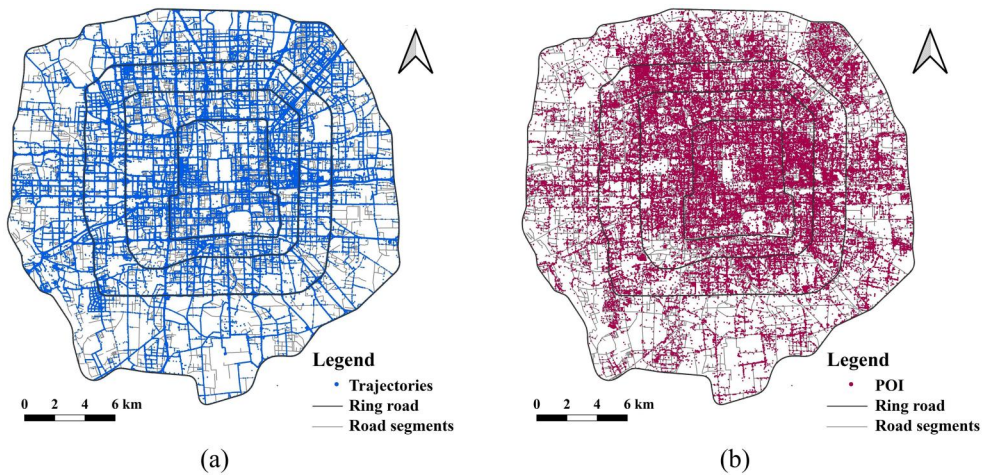 Legend
Trajectories
Ring road
Road segments
0 2 4 6 km
(a)
Legend
POI
Ring road
Road segments
0 2 4 6 km
(b)